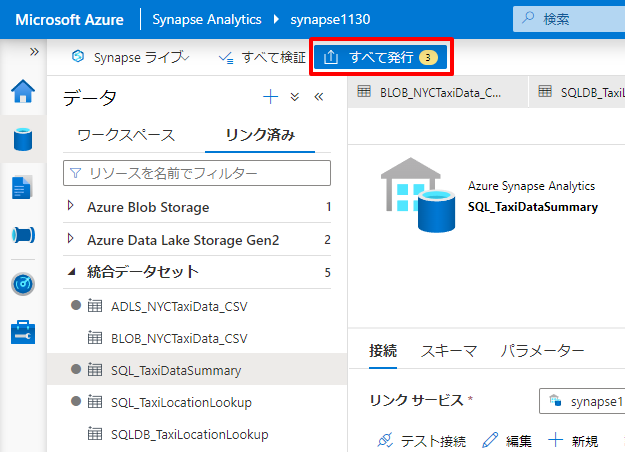 Microsoft Azure Synapse Analytics synapse1130 検索
Synapse ライブ すべて検証 すべて発行 3
データ
BLOB_NYCTaxiData_C... SQLDB_TaxiL
ワークスペース リンク済み
リソースを名前でフィルター
Azure Blob Storage 1
Azure Data Lake Storage Gen2 2
統合データセット 5
ADLS_NYCTaxiData_CSV
BLOB_NYCTaxiData_CSV
SQL_TaxiDataSummary
SQL_TaxiLocationLookup
SQLDB_TaxiLocationLookup
Azure Synapse Analytics
SQL_TaxiDataSummary
接続 スキーマ パラメーター
リンク サービス * synapse1
テスト接続 編集 新規